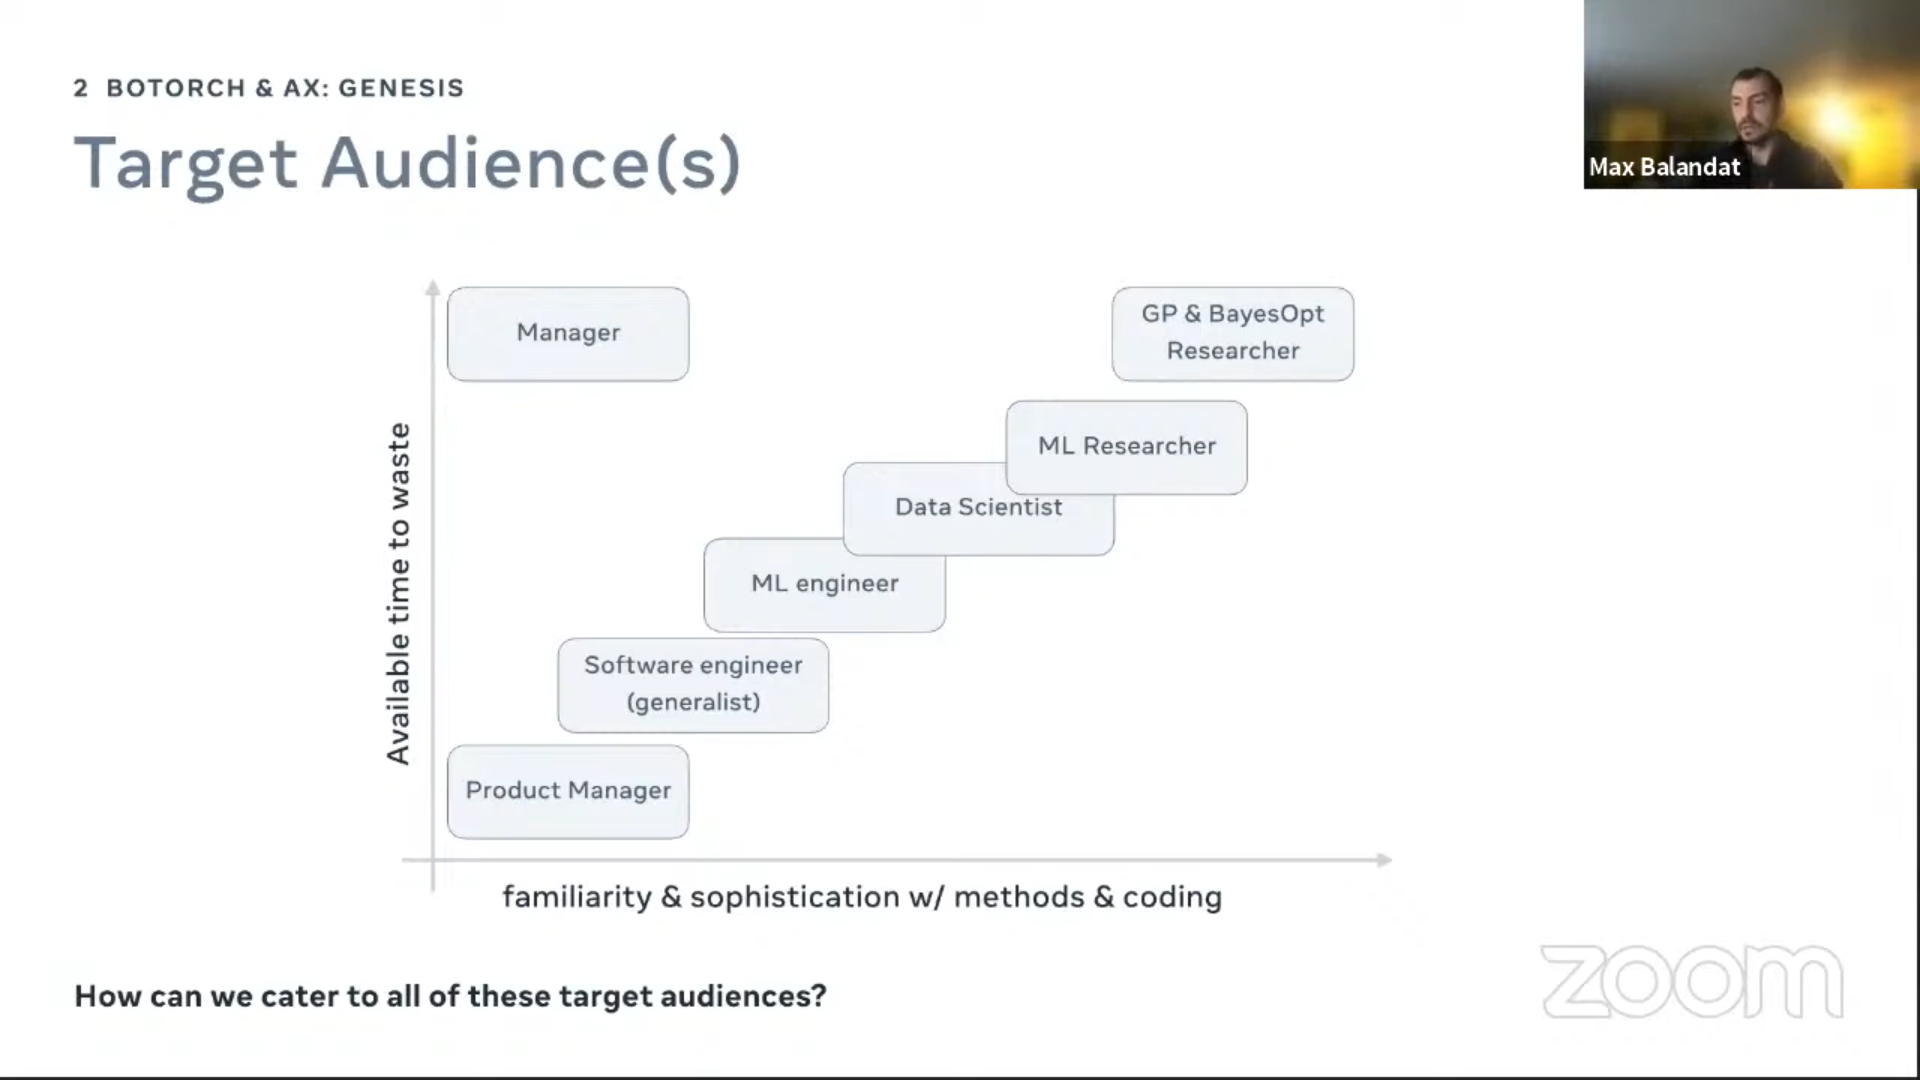 2 BOTORCH & AX: GENESIS
Target Audience(s)
Max Balandat
Manager
GP & BayesOpt
Researcher
ML Researcher
Data Scientist
ML engineer
Software engineer
(generalist)
Product Manager
Available time to waste
familiarity & sophistication w/ methods & coding
How can we cater to all of these target audiences?
zoom